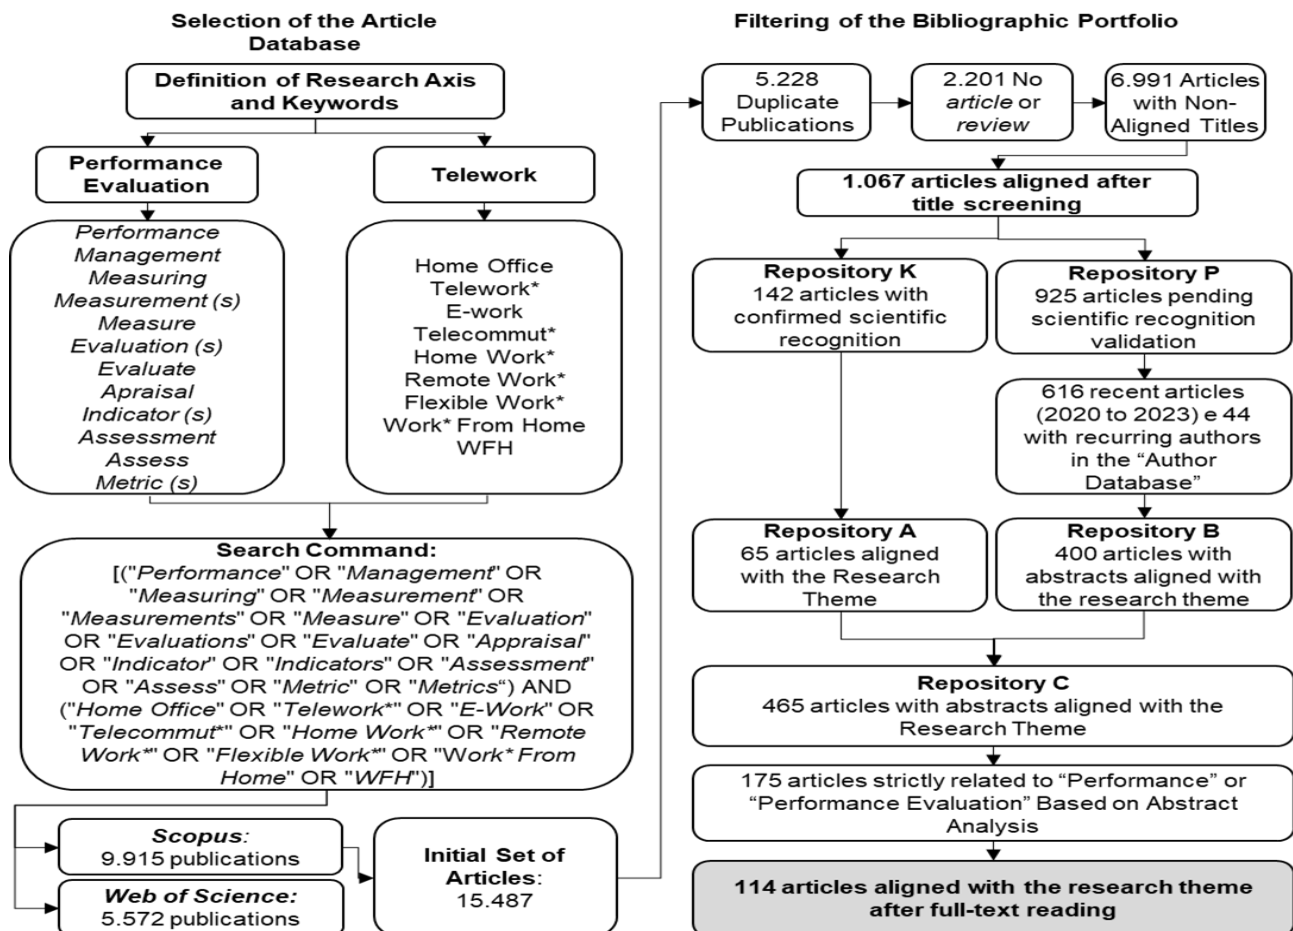 Selection of the Article
Database
Definition of Research Axis
and Keywords
Performance
Evaluation
Telework
Performance
Management
Measuring
Measurement (s)
Measure
Evaluation (s)
Evaluate
Appraisal
Indicator (s)
Assessment
Assess
Metric (s)
Home Office
Telework*
E-work
Telecommut*
Home Work*
Remote Work*
Flexible Work*
Work* From Home
WFH
Search Command:
[("Performance" OR "Management" OR
"Measuring" OR "Measurement" OR
"Measurements" OR "Measure" OR "Evaluation"
OR "Evaluations" OR "Evaluate" OR "Appraisal"
OR "Indicator" OR "Indicators" OR "Assessment"
OR "Assess" OR "Metric" OR "Metrics“) AND
("Home Office" OR "Telework*" OR "E-Work" OR
"Telecommut*" OR "Home Work*" OR "Remote
Work*" OR "Flexible Work*" OR "Work* From
Home" OR "WFH")]
Scopus:
9.915 publications
Web of Science:
5.572 publications
Initial Set of
Articles:
15.487
Filtering of the Bibliographic Portfolio
5.228
Duplicate
Publications
2.201 No
article or
review
6.991 Articles
with Non-
Aligned Titles
1.067 articles aligned after
title screening
Repository K
142 articles with
confirmed scientific
recognition
Repository P
925 articles pending
scientific recognition
validation
616 recent articles
(2020 to 2023) e 44
with recurring authors
in the “Author
Database”
Repository A
65 articles aligned
with the Research
Theme
Repository B
400 articles with
abstracts aligned with
the research theme
Repository C
465 articles with abstracts aligned with the
Research Theme
175 articles strictly related to “Performance” or
“Performance Evaluation” Based on Abstract
Analysis
114 articles aligned with the research theme
after full-text reading